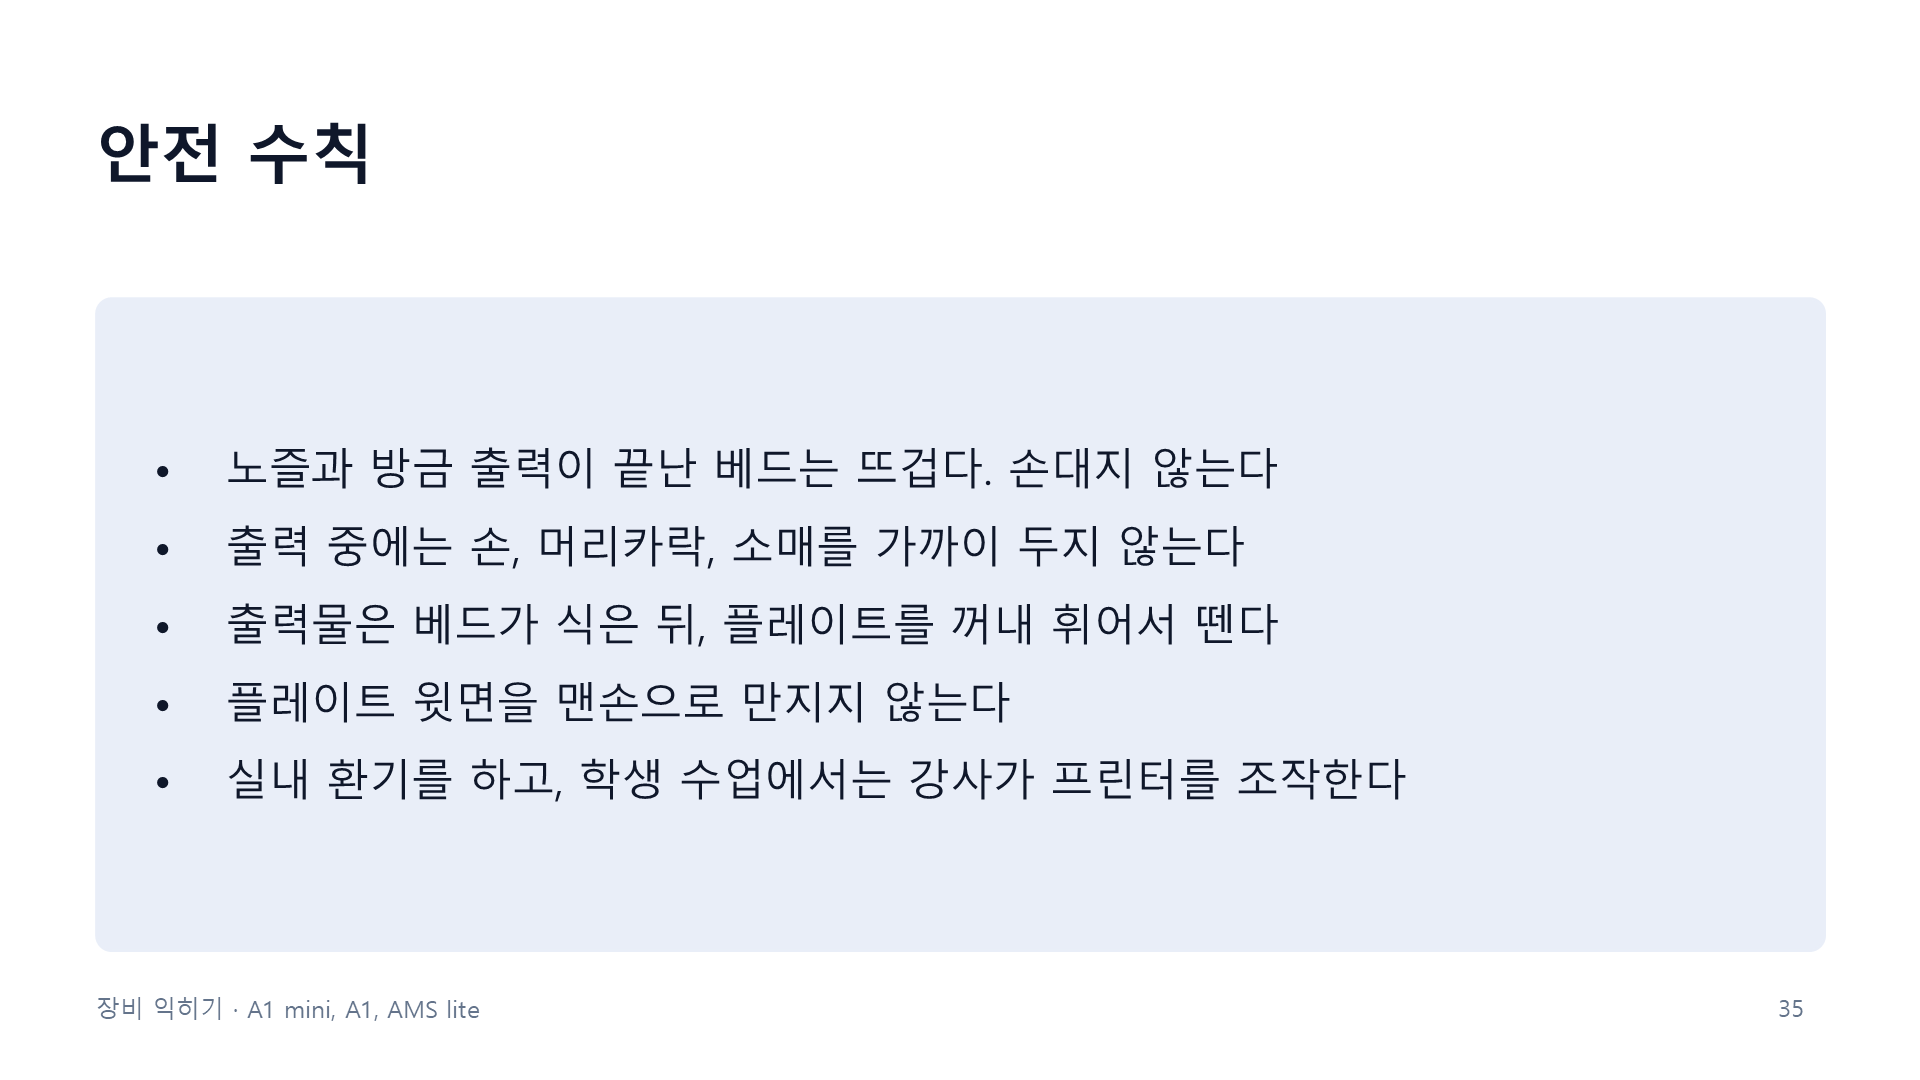 안전 수칙
• 노즐과 방금 출력이 끝난 베드는 뜨겁다. 손대지 않는다
• 출력 중에는 손, 머리카락, 소매를 가까이 두지 않는다
• 출력물은 베드가 식은 뒤, 플레이트를 꺼내 휘어서 뗀다
• 플레이트 윗면을 맨손으로 만지지 않는다
• 실내 환기를 하고, 학생 수업에서는 강사가 프린터를 조작한다
장비 익히기 · A1 mini, A1, AMS lite
35